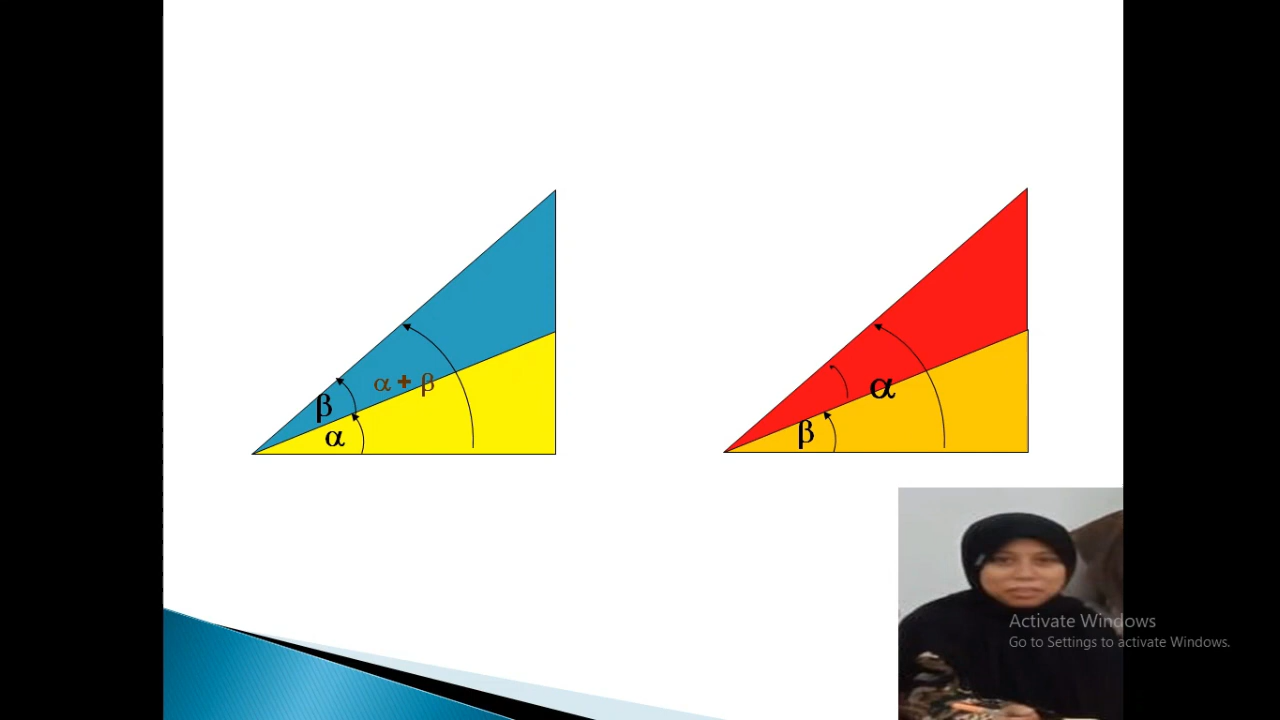 α + β
β
α
α
β
Activate Windows
Go to Settings to activate Windows.